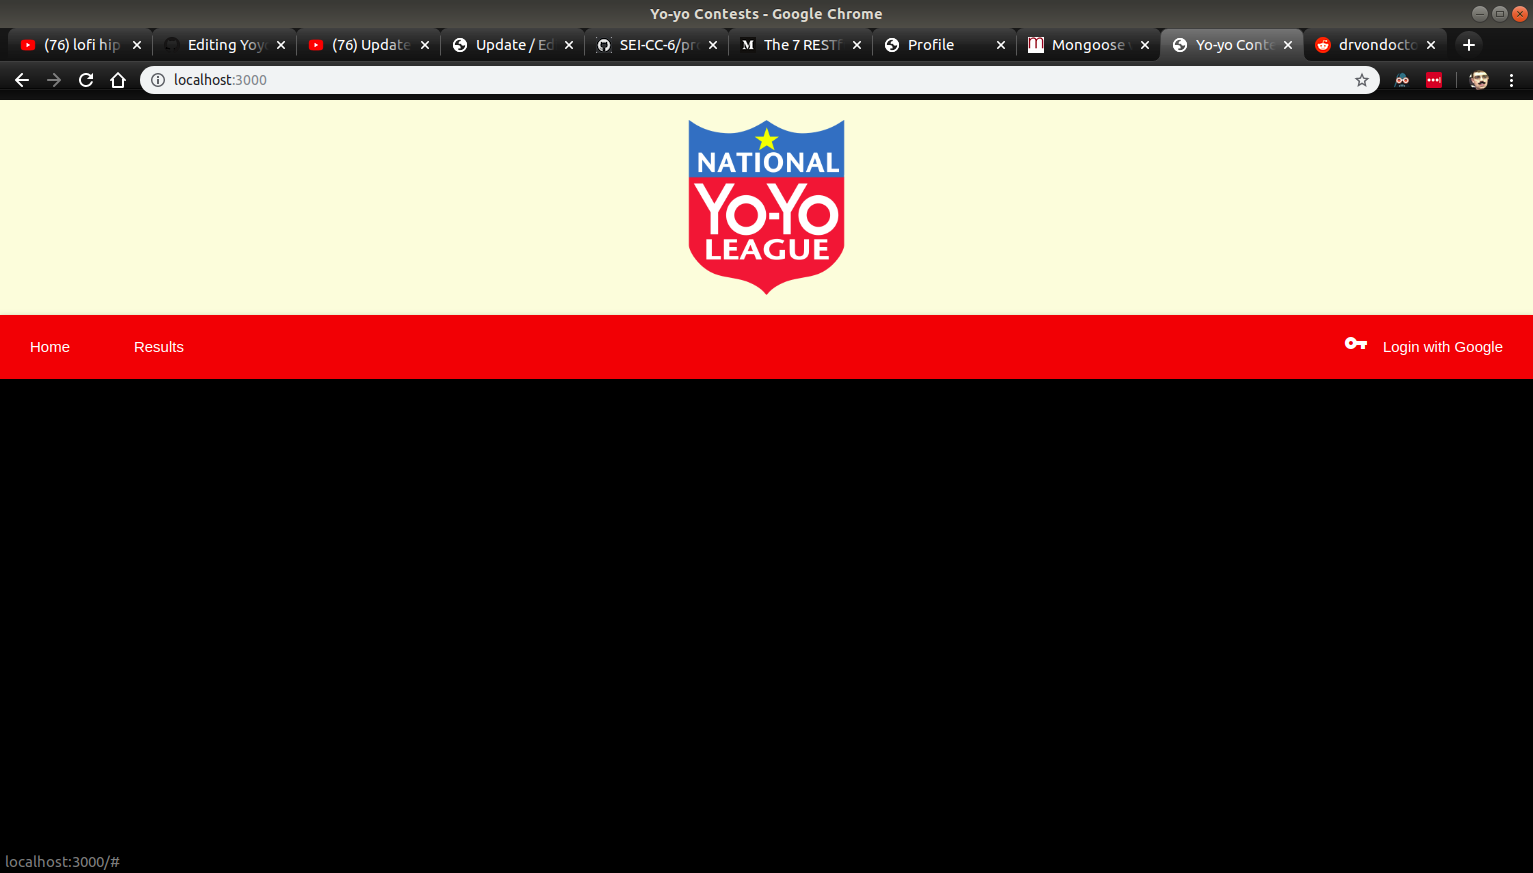 Yo-yo Contests - Google Chrome
(76) lofi hip
Editing Yoy
(76) Update
Update / Ed
SEI-CC-6/pr
The 7 REST
Profile
Mongoose
Yo-yo Cont
drvondocto
localhost:3000
NATIONAL
YO-YO
LEAGUE
Home Results Login with Google
localhost:3000/#